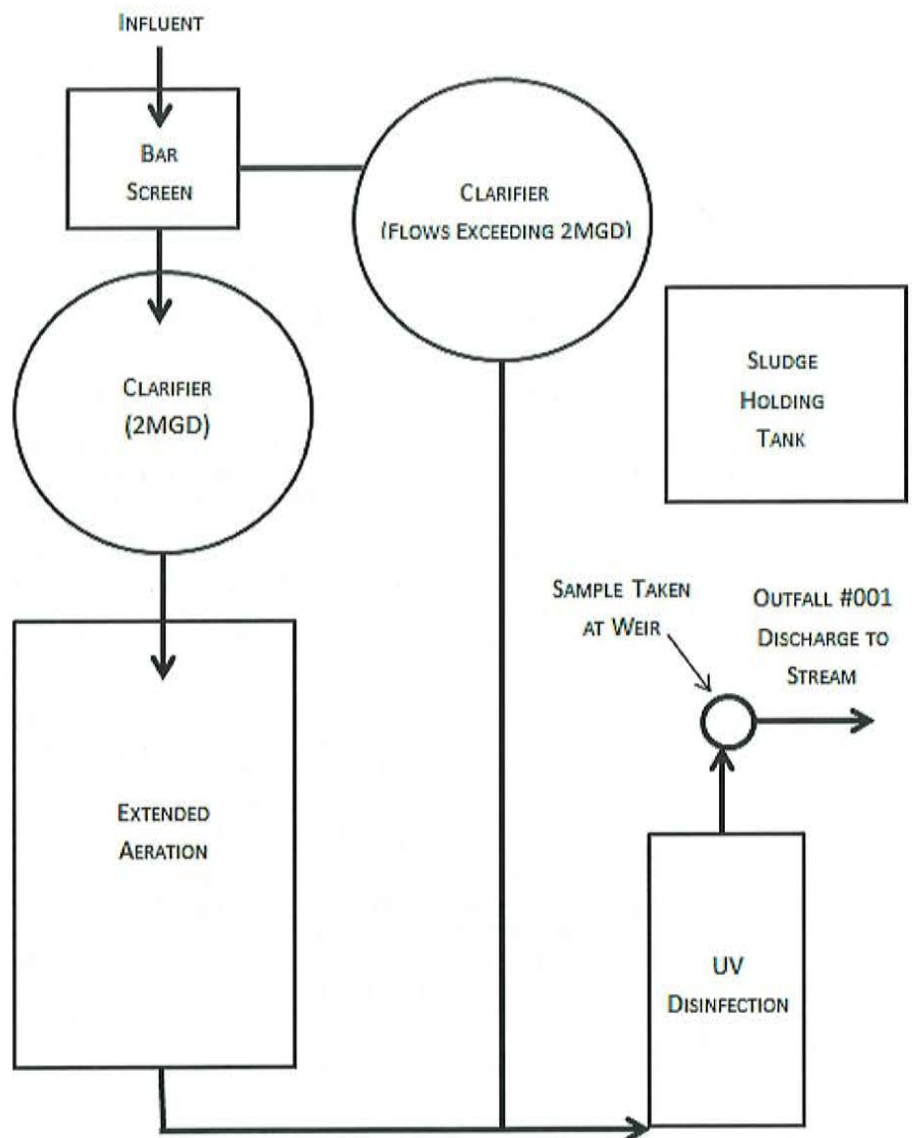 INFLUENT
BAR
SCREEN
CLARIFIER
(FLOWS EXCEEDING 2MGD)
CLARIFIER
(2MGD)
SLUDGE
HOLDING
TANK
SAMPLE TAKEN
AT WEIR
OUTFALL #001
DISCHARGE TO
STREAM
EXTENDED
AERATION
UV
DISINFECTION